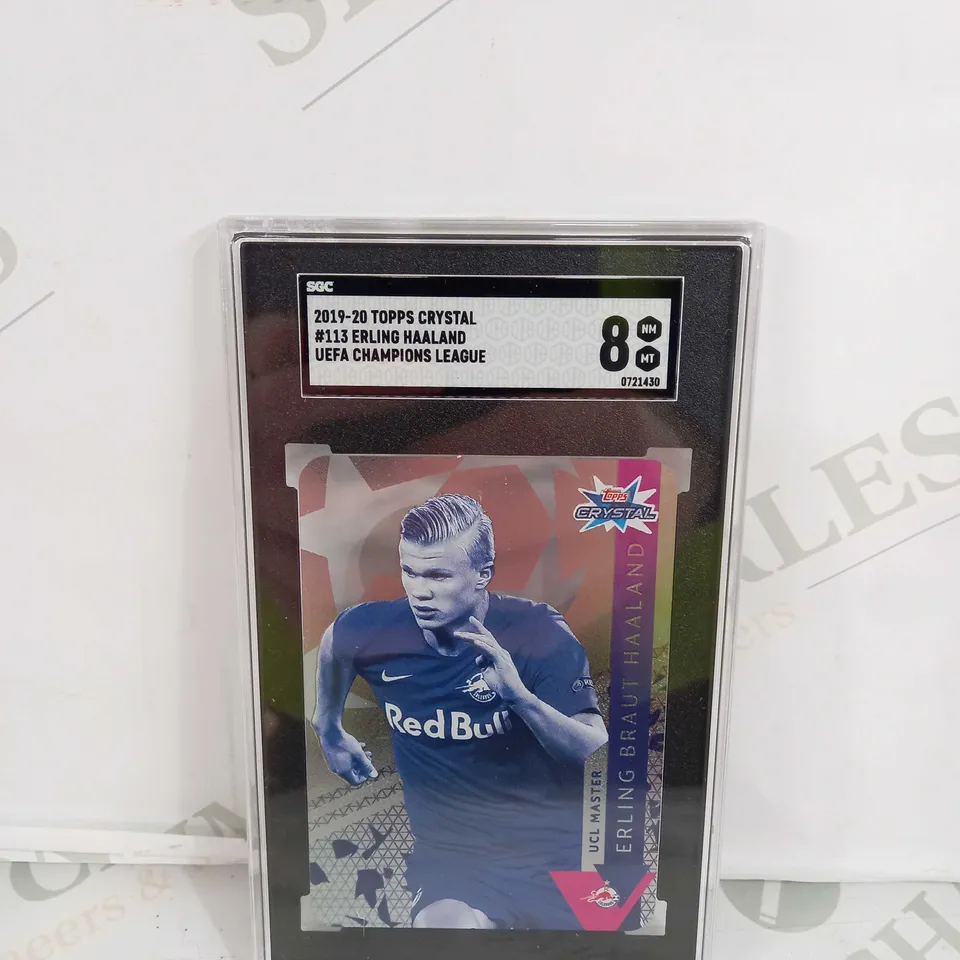 SGC
2019-20 TOPPS CRYSTAL
#113 ERLING HAALAND
UEFA CHAMPIONS LEAGUE
8
NM
MT
0721430
Topps
CRYSTAL
ERLING BRAUT HAALAND
UCL MASTER
Red Bull